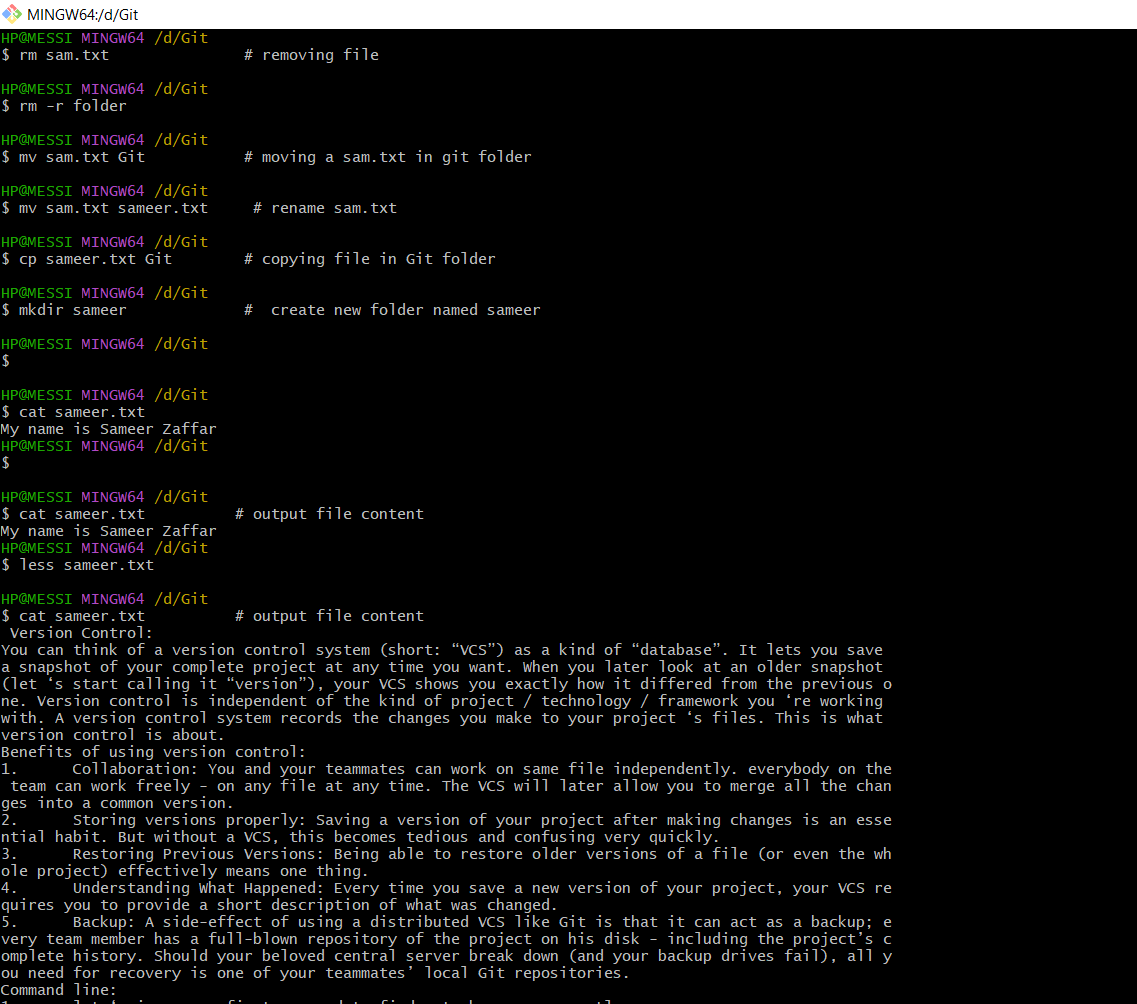 MINGW64:/d/Git
HP@MESSI MINGW64 /d/Git
$ rm sam.txt # removing file
HP@MESSI MINGW64 /d/Git
$ rm -r folder
HP@MESSI MINGW64 /d/Git
$ mv sam.txt Git # moving a sam.txt in git folder
HP@MESSI MINGW64 /d/Git
$ mv sam.txt sameer.txt # rename sam.txt
HP@MESSI MINGW64 /d/Git
$ cp sameer.txt Git # copying file in Git folder
HP@MESSI MINGW64 /d/Git
$ mkdir sameer # create new folder named sameer
HP@MESSI MINGW64 /d/Git
$
HP@MESSI MINGW64 /d/Git
$ cat sameer.txt
My name is Sameer Zaffar
HP@MESSI MINGW64 /d/Git
$
HP@MESSI MINGW64 /d/Git
$ cat sameer.txt # output file content
My name is Sameer Zaffar
HP@MESSI MINGW64 /d/Git
$ less sameer.txt
HP@MESSI MINGW64 /d/Git
$ cat sameer.txt # output file content
Version Control:
You can think of a version control system (short: “VCS”) as a kind of “database”. It lets you save
a snapshot of your complete project at any time you want. When you later look at an older snapshot
(let ‘s start calling it “version”), your VCS shows you exactly how it differed from the previous o
ne. Version control is independent of the kind of project / technology / framework you ‘re working
with. A version control system records the changes you make to your project ‘s files. This is what
version control is about.
Benefits of using version control:
1. Collaboration: You and your teammates can work on same file independently. everybody on the
team can work freely – on any file at any time. The VCS will later allow you to merge all the chan
ges into a common version.
2. Storing versions properly: Saving a version of your project after making changes is an esse
ntial habit. But without a VCS, this becomes tedious and confusing very quickly.
3. Restoring Previous Versions: Being able to restore older versions of a file (or even the wh
ole project) effectively means one thing.
4. Understanding What Happened: Every time you save a new version of your project, your VCS re
quires you to provide a short description of what was changed.
5. Backup: A side-effect of using a distributed VCS like Git is that it can act as a backup; e
very team member has a full-blown repository of the project on his disk – including the project’s c
omplete history. Should your beloved central server break down (and your backup drives fail), all y
ou need for recovery is one of your teammates’ local Git repositories.
Command line: